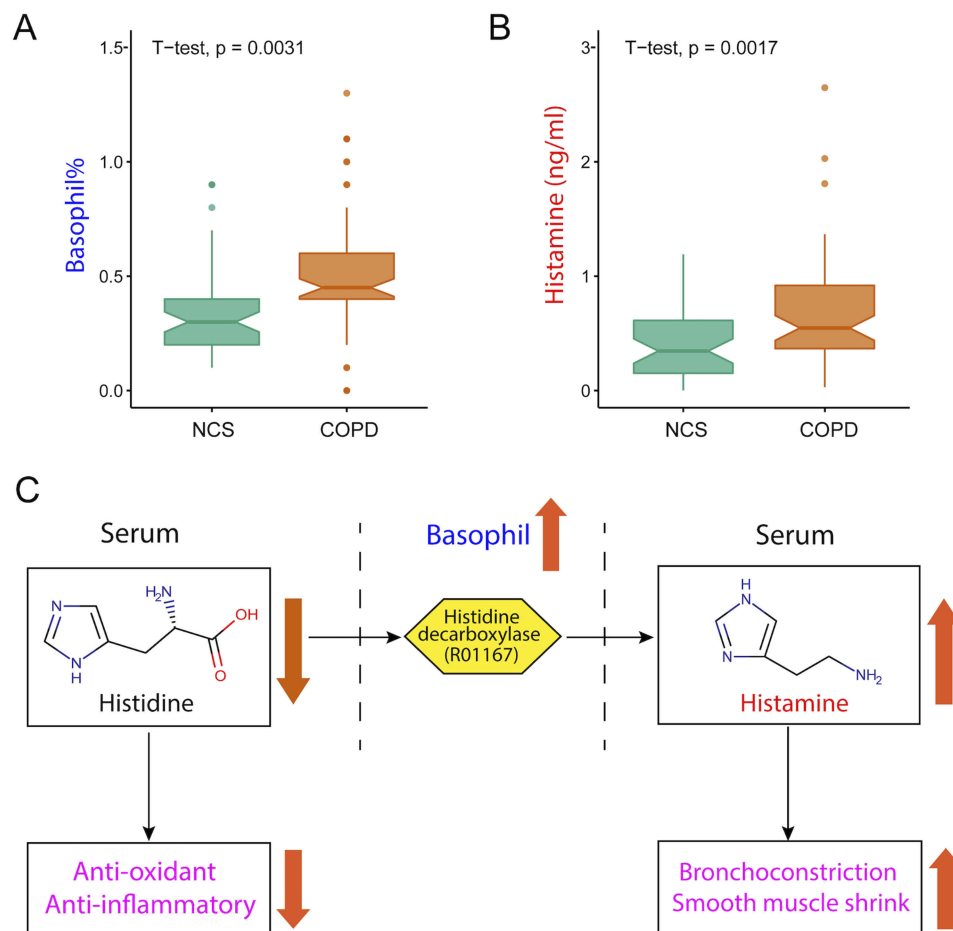 A
T-test, p = 0.0031
1.5
1.0
0.5
0.0
Basophil%
NCS
COPD
B
T-test, p = 0.0017
3
2
1
0
Histamine (ng/ml)
NCS
COPD
C
Serum
Basophil
Serum
N
N
H
H₂N
OH
O
Histidine
Histidine
decarboxylase
(R01167)
H
N
N
NH₂
Histamine
Anti-oxidant
Anti-inflammatory
Bronchoconstriction
Smooth muscle shrink